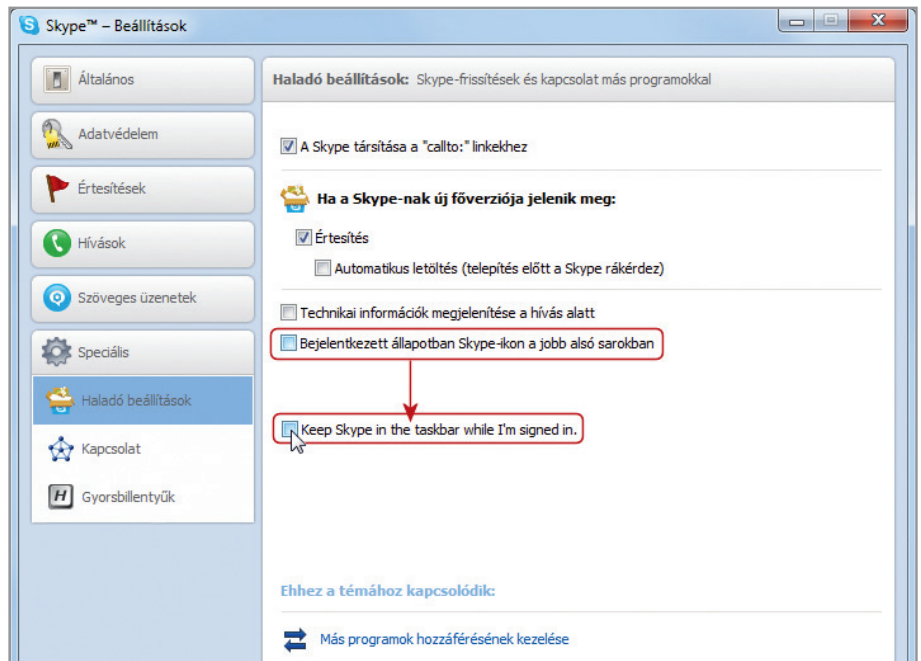 Skype™ – Beállítások
Általános
Adatvédelem
Értesítések
Hívások
Szöveges üzenetek
Speciális
Haladó beállítások
Kapcsolat
Gyorsbillentyűk
Haladó beállítások: Skype-frissítések és kapcsolat más programokkal
A Skype társítása a "callto:" linkekhez
Ha a Skype-nak új főverziója jelenik meg:
Értesítés
Automatikus letöltés (telepítés előtt a Skype rákérdez)
Technikai információk megjelenítése a hívás alatt
Bejelentkezett állapotban Skype-ikon a jobb alsó sarokban
Keep Skype in the taskbar while I'm signed in.
Ehhez a témához kapcsolódik:
Más programok hozzáférésének kezelése